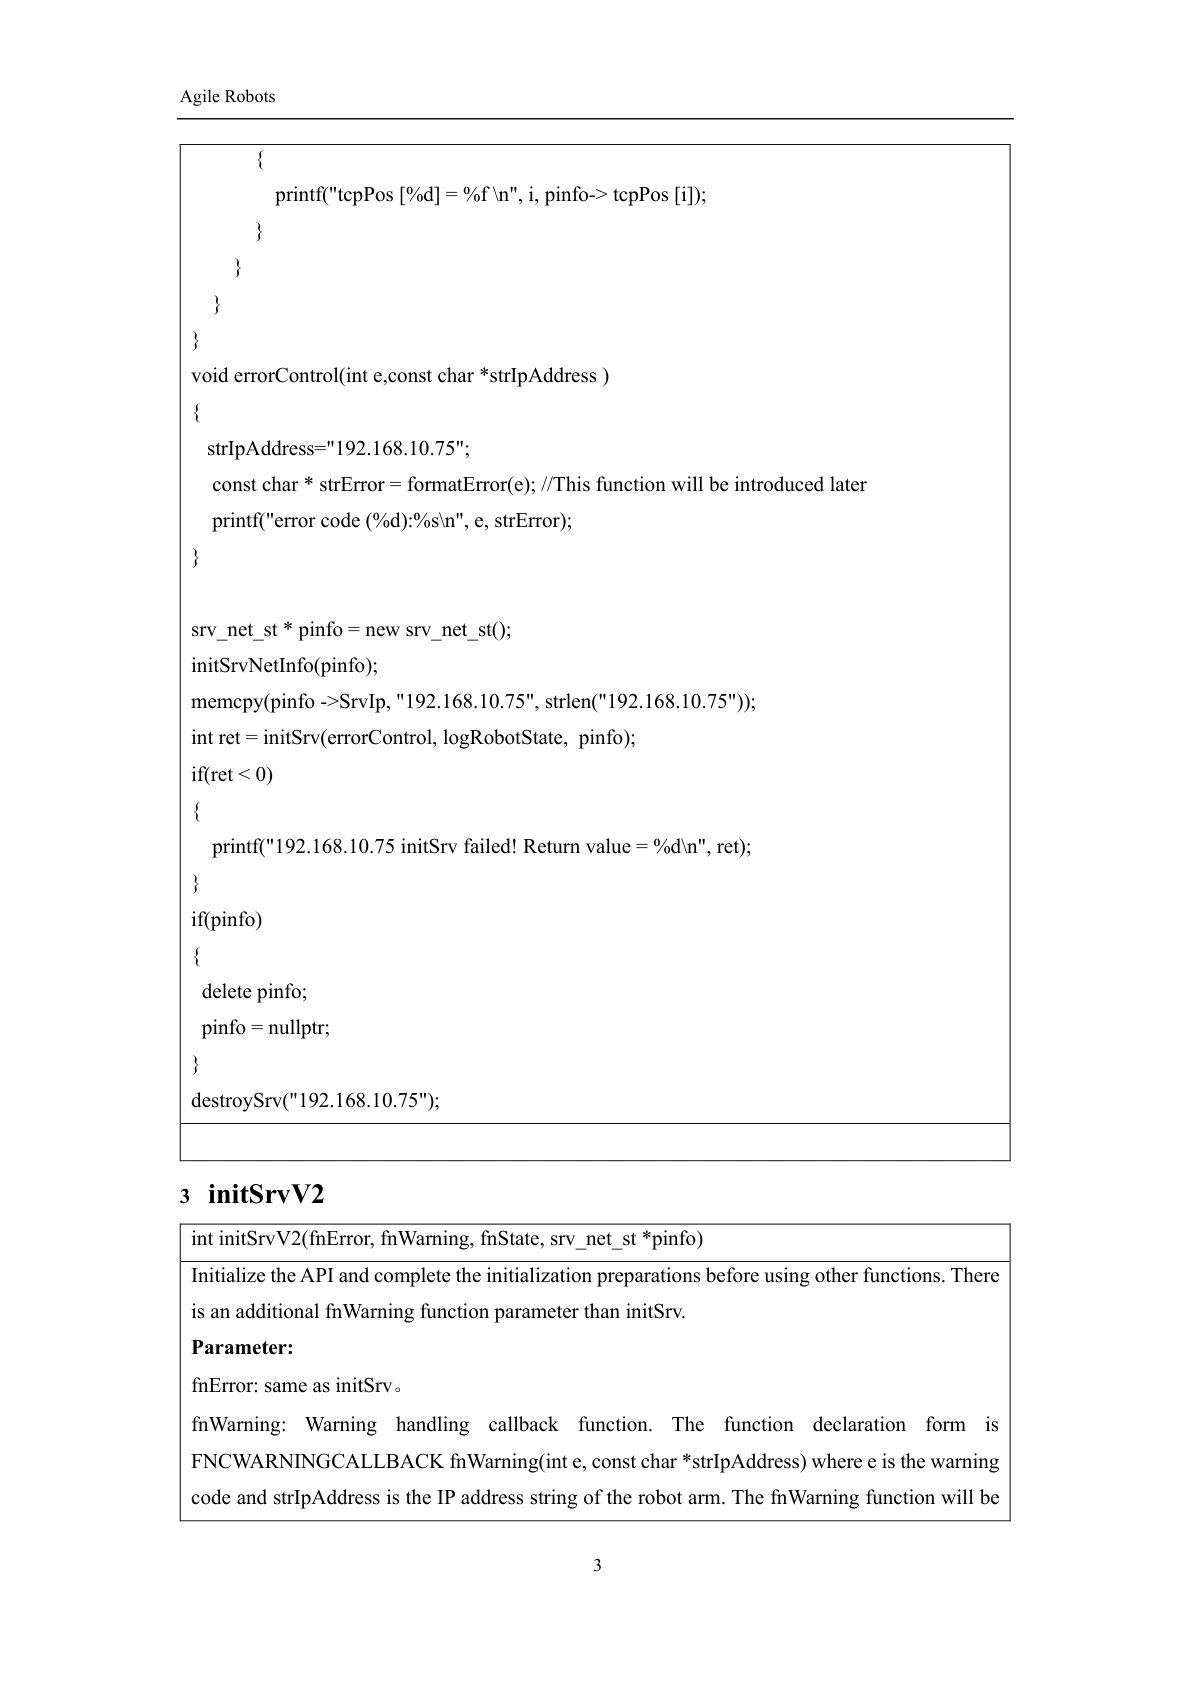 Agile Robots
{
printf("tcpPos [%d] = %f \n", i, pinfo-> tcpPos [i]);
}
}
}
}
void errorControl(int e,const char *strIpAddress )
{
strIpAddress="192.168.10.75";
const char * strError = formatError(e); //This function will be introduced later
printf("error code (%d):%s\n", e, strError);
}
srv_net_st * pinfo = new srv_net_st();
initSrvNetInfo(pinfo);
memcpy(pinfo ->SrvIp, "192.168.10.75", strlen("192.168.10.75"));
int ret = initSrv(errorControl, logRobotState,  pinfo);
if(ret < 0)
{
printf("192.168.10.75 initSrv failed! Return value = %d\n", ret);
}
if(pinfo)
{
delete pinfo;
pinfo = nullptr;
}
destroySrv("192.168.10.75");
3 initSrvV2
int initSrvV2(fnError, fnWarning, fnState, srv_net_st *pinfo)
Initialize the API and complete the initialization preparations before using other functions. There
is an additional fnWarning function parameter than initSrv.
Parameter:
fnError: same as initSrv。
fnWarning: Warning handling callback function. The function declaration form is
FNCWARNINGCALLBACK fnWarning(int e, const char *strIpAddress) where e is the warning
code and strIpAddress is the IP address string of the robot arm. The fnWarning function will be
3